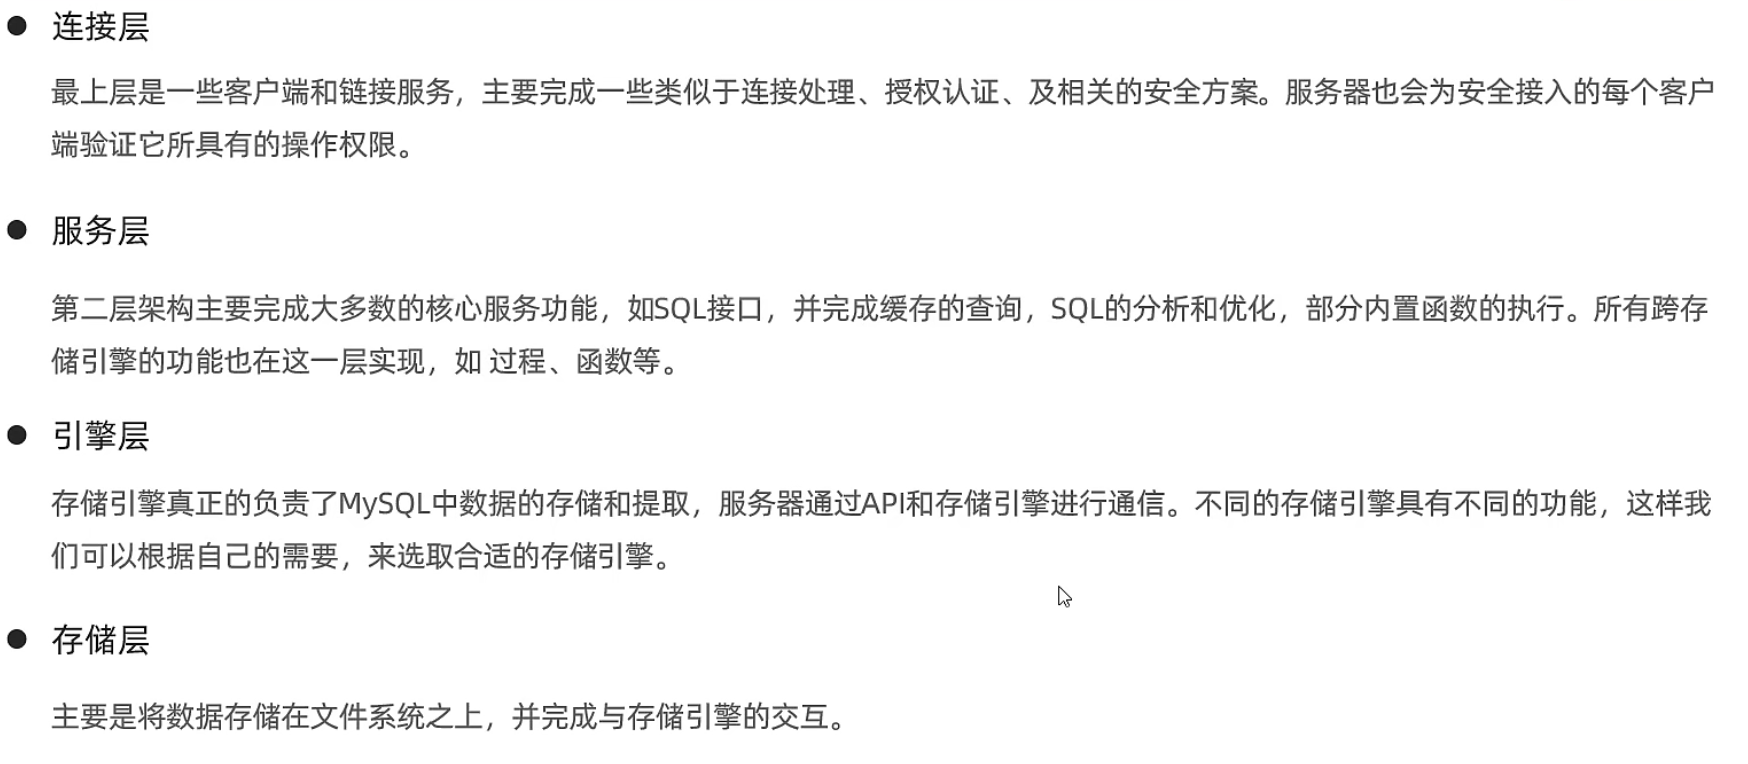 ● 连接层
最上层是一些客户端和链接服务，主要完成一些类似于连接处理、授权认证、及相关的安全方案。服务器也会为安全接入的每个客户
端验证它所具有的操作权限。
● 服务层
第二层架构主要完成大多数的核心服务功能，如SQL接口，并完成缓存的查询，SQL的分析和优化，部分内置函数的执行。所有跨存
储引擎的功能也在这一层实现，如 过程、函数等。
● 引擎层
存储引擎真正的负责了MySQL中数据的存储和提取，服务器通过API和存储引擎进行通信。不同的存储引擎具有不同的功能，这样我
们可以根据自己的需要，来选取合适的存储引擎。
● 存储层
主要是将数据存储在文件系统之上，并完成与存储引擎的交互。